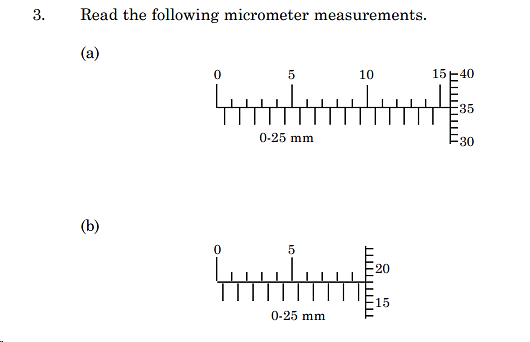 3. Read the following micrometer measurements.
(a)
0 5 10 15 40
35
0-25 mm
30
(b)
0 5
20
15
0-25 mm